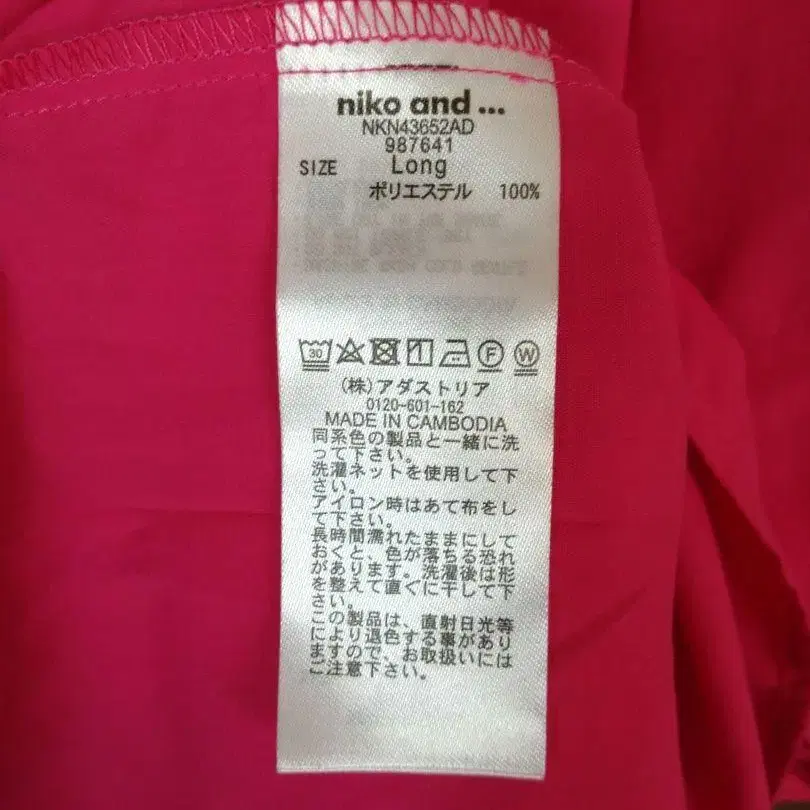 niko and ...
NKN43652AD
987641
SIZE Long
ポリエステル 100%
30
F W
(株)アダストリア
0120-601-162
MADE IN CAMBODIA
同系色の製品と一緒に洗
って下さい。
洗濯ネットを使用して下
さい。
アイロン時はあて布をし
て下さい。
長時間濡れたままにして
おくと、色が落ちる恐れ
があります。洗濯後は形
を整えて直ぐに干して下
さい。
この製品は、直射日光等
により退色する事があり
ますので、お取扱いには
ご注意下さい。